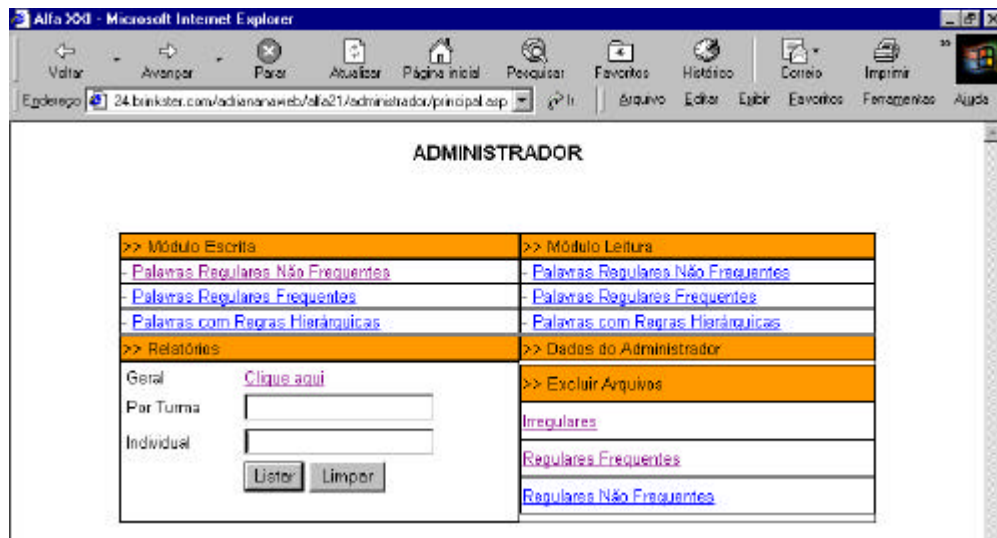 Alfa XXI - Microsoft Internet Explorer
Voltar Avançar Parar Atualizar Página inicial Pesquisar Favoritos Histórico Correio Imprimir
Endereço 24.brinkster.com/adriananaweb/alfa21/administrador/principal.asp Ir Arquivo Editar Exibir Favoritos Ferramentas Ajuda
ADMINISTRADOR
>> Módulo Escrita >> Módulo Leitura
- Palavras Regulares Não Frequentes - Palavras Regulares Não Frequentes
- Palavras Regulares Frequentes - Palavras Regulares Frequentes
- Palavras com Regras Hierárquicas - Palavras com Regras Hierárquicas
>> Relatórios >> Dados do Administrador
Geral Clique aqui >> Excluir Arquivos
Por Turma Irregulares
Individual Regulares Frequentes
Listar Limpar Regulares Não Frequentes